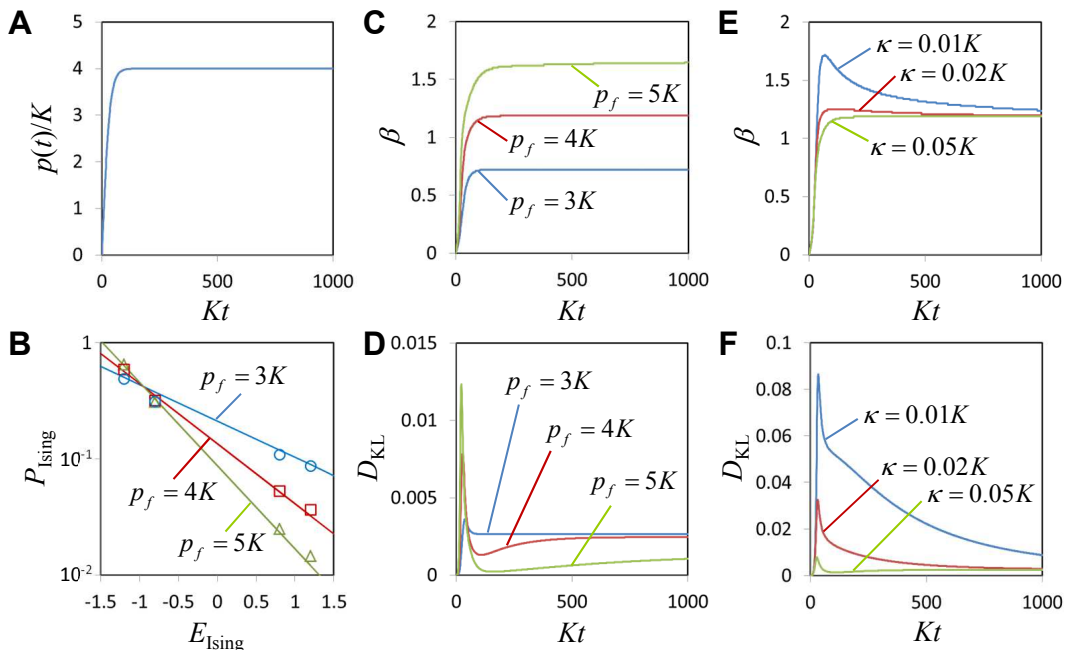 A
5
4
3
2
1
0
p(t)/K
0
500
1000
Kt
C
2
1.5
1
0.5
0
β
p_f = 5K
p_f = 4K
p_f = 3K
0
500
1000
Kt
E
2
1.5
1
0.5
0
β
κ = 0.01K
κ = 0.02K
κ = 0.05K
0
500
1000
Kt
B
1
10⁻¹
10⁻²
P_Ising
p_f = 3K
p_f = 4K
p_f = 5K
-1.5
-1
-0.5
0
0.5
1
1.5
E_Ising
D
0.015
0.01
0.005
0
D_KL
p_f = 3K
p_f = 4K
p_f = 5K
0
500
1000
Kt
F
0.1
0.08
0.06
0.04
0.02
0
D_KL
κ = 0.01K
κ = 0.02K
κ = 0.05K
0
500
1000
Kt